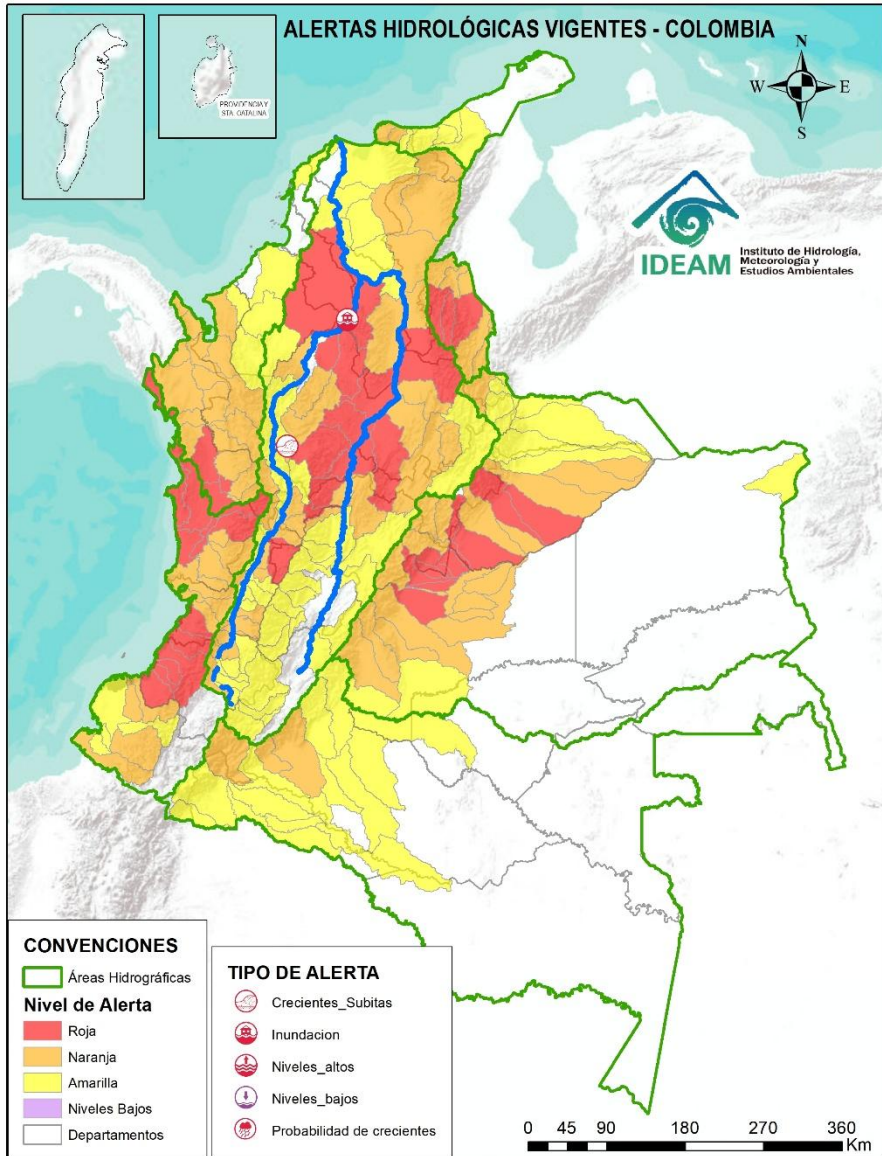 ALERTAS HIDROLÓGICAS VIGENTES - COLOMBIA
PROVIDENCIA Y
STA. CATALINA
N
W
E
S
IDEAM
Instituto de Hidrología,
Meteorología y
Estudios Ambientales
CONVENCIONES
Áreas Hidrográficas
Nivel de Alerta
Roja
Naranja
Amarilla
Niveles Bajos
Departamentos
TIPO DE ALERTA
Crecientes_Subitas
Inundacion
Niveles_altos
Niveles_bajos
Probabilidad de crecientes
0 45 90 180 270 360
Km